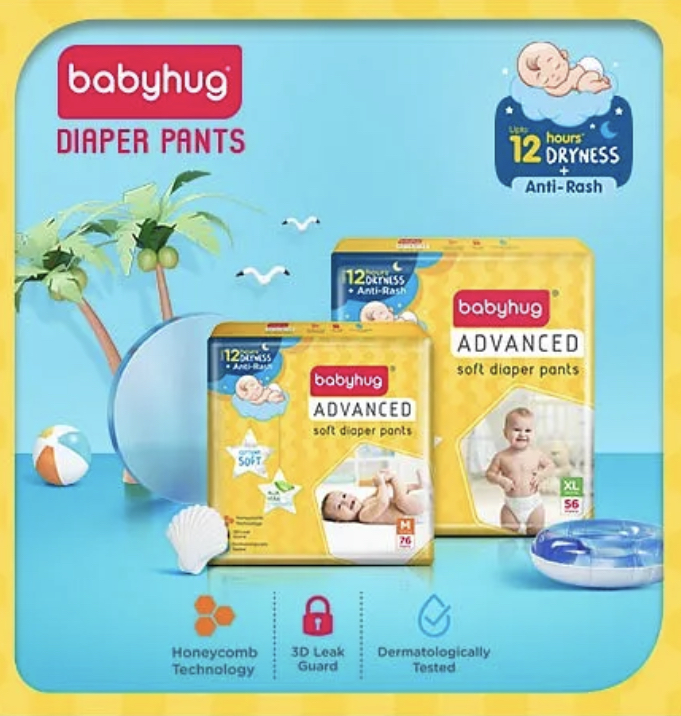 babyhug
DIAPER PANTS
Upto
12 hours*
DRYNESS
+
Anti-Rash
12 hours
DRYNESS
+ Anti-Rash
babyhug
ADVANCED
soft diaper pants
XL
56
12 hours
DRYNESS
+ Anti-Rash
babyhug
ADVANCED
soft diaper pants
SOFT
M
76
Honeycomb
Technology
3D Leak
Guard
Dermatologically
Tested